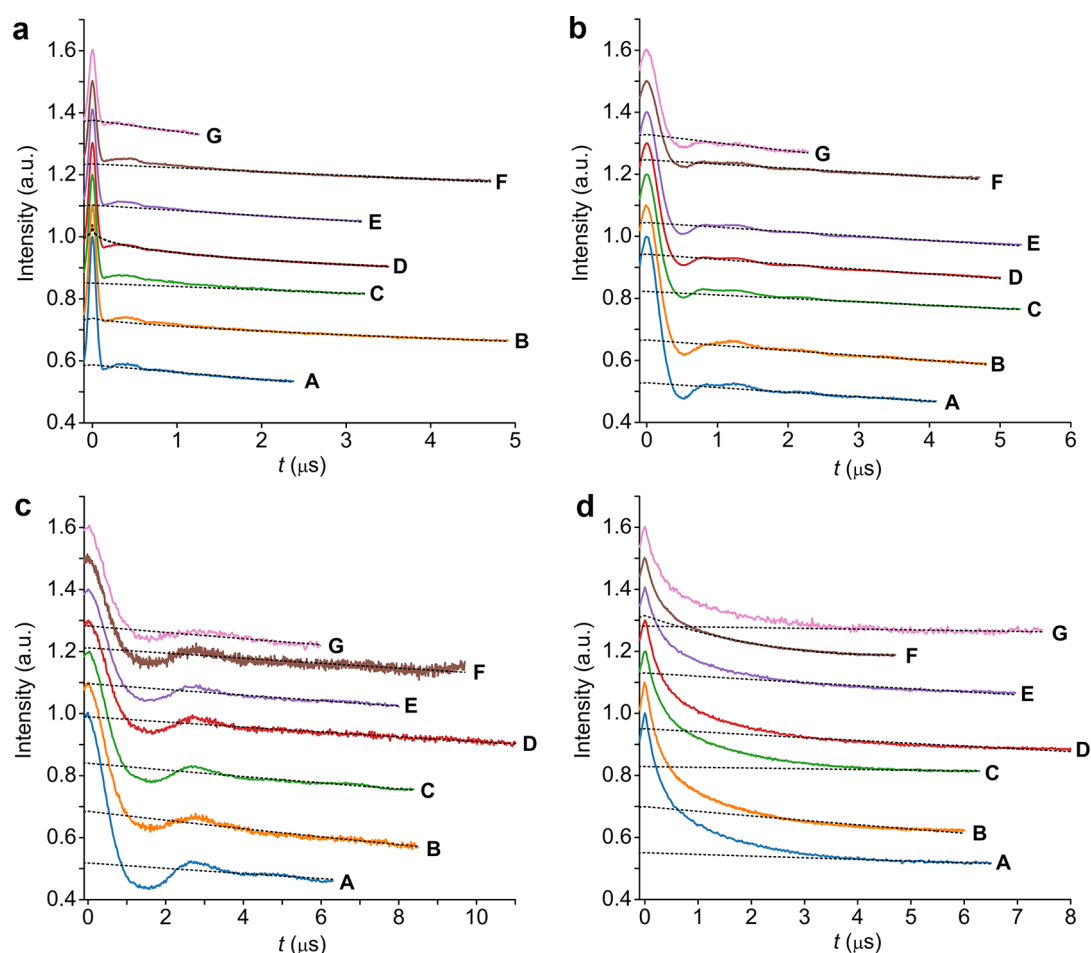 a
1.6
1.4
1.2
1.0
0.8
0.6
0.4
Intensity (a.u.)
G
F
E
D
C
B
A
0 1 2 3 4 5
t (μs)
b
1.6
1.4
1.2
1.0
0.8
0.6
0.4
Intensity (a.u.)
G
F
E
D
C
B
A
0 1 2 3 4 5 6
t (μs)
c
1.6
1.4
1.2
1.0
0.8
0.6
0.4
Intensity (a.u.)
G
F
E
D
C
B
A
0 2 4 6 8 10
t (μs)
d
1.6
1.4
1.2
1.0
0.8
0.6
0.4
Intensity (a.u.)
G
F
E
D
C
B
A
0 1 2 3 4 5 6 7 8
t (μs)